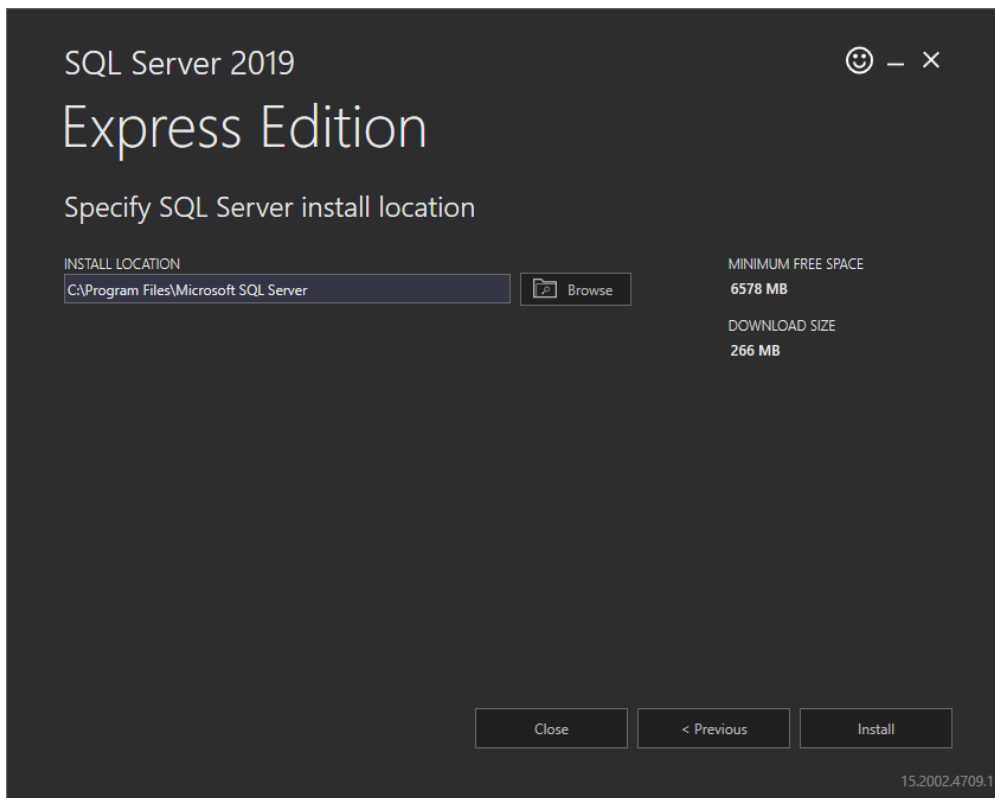 SQL Server 2019
Express Edition
Specify SQL Server install location
INSTALL LOCATION
C:\Program Files\Microsoft SQL Server
Browse
MINIMUM FREE SPACE
6578 MB
DOWNLOAD SIZE
266 MB
Close
< Previous
Install
15.2002.4709.1